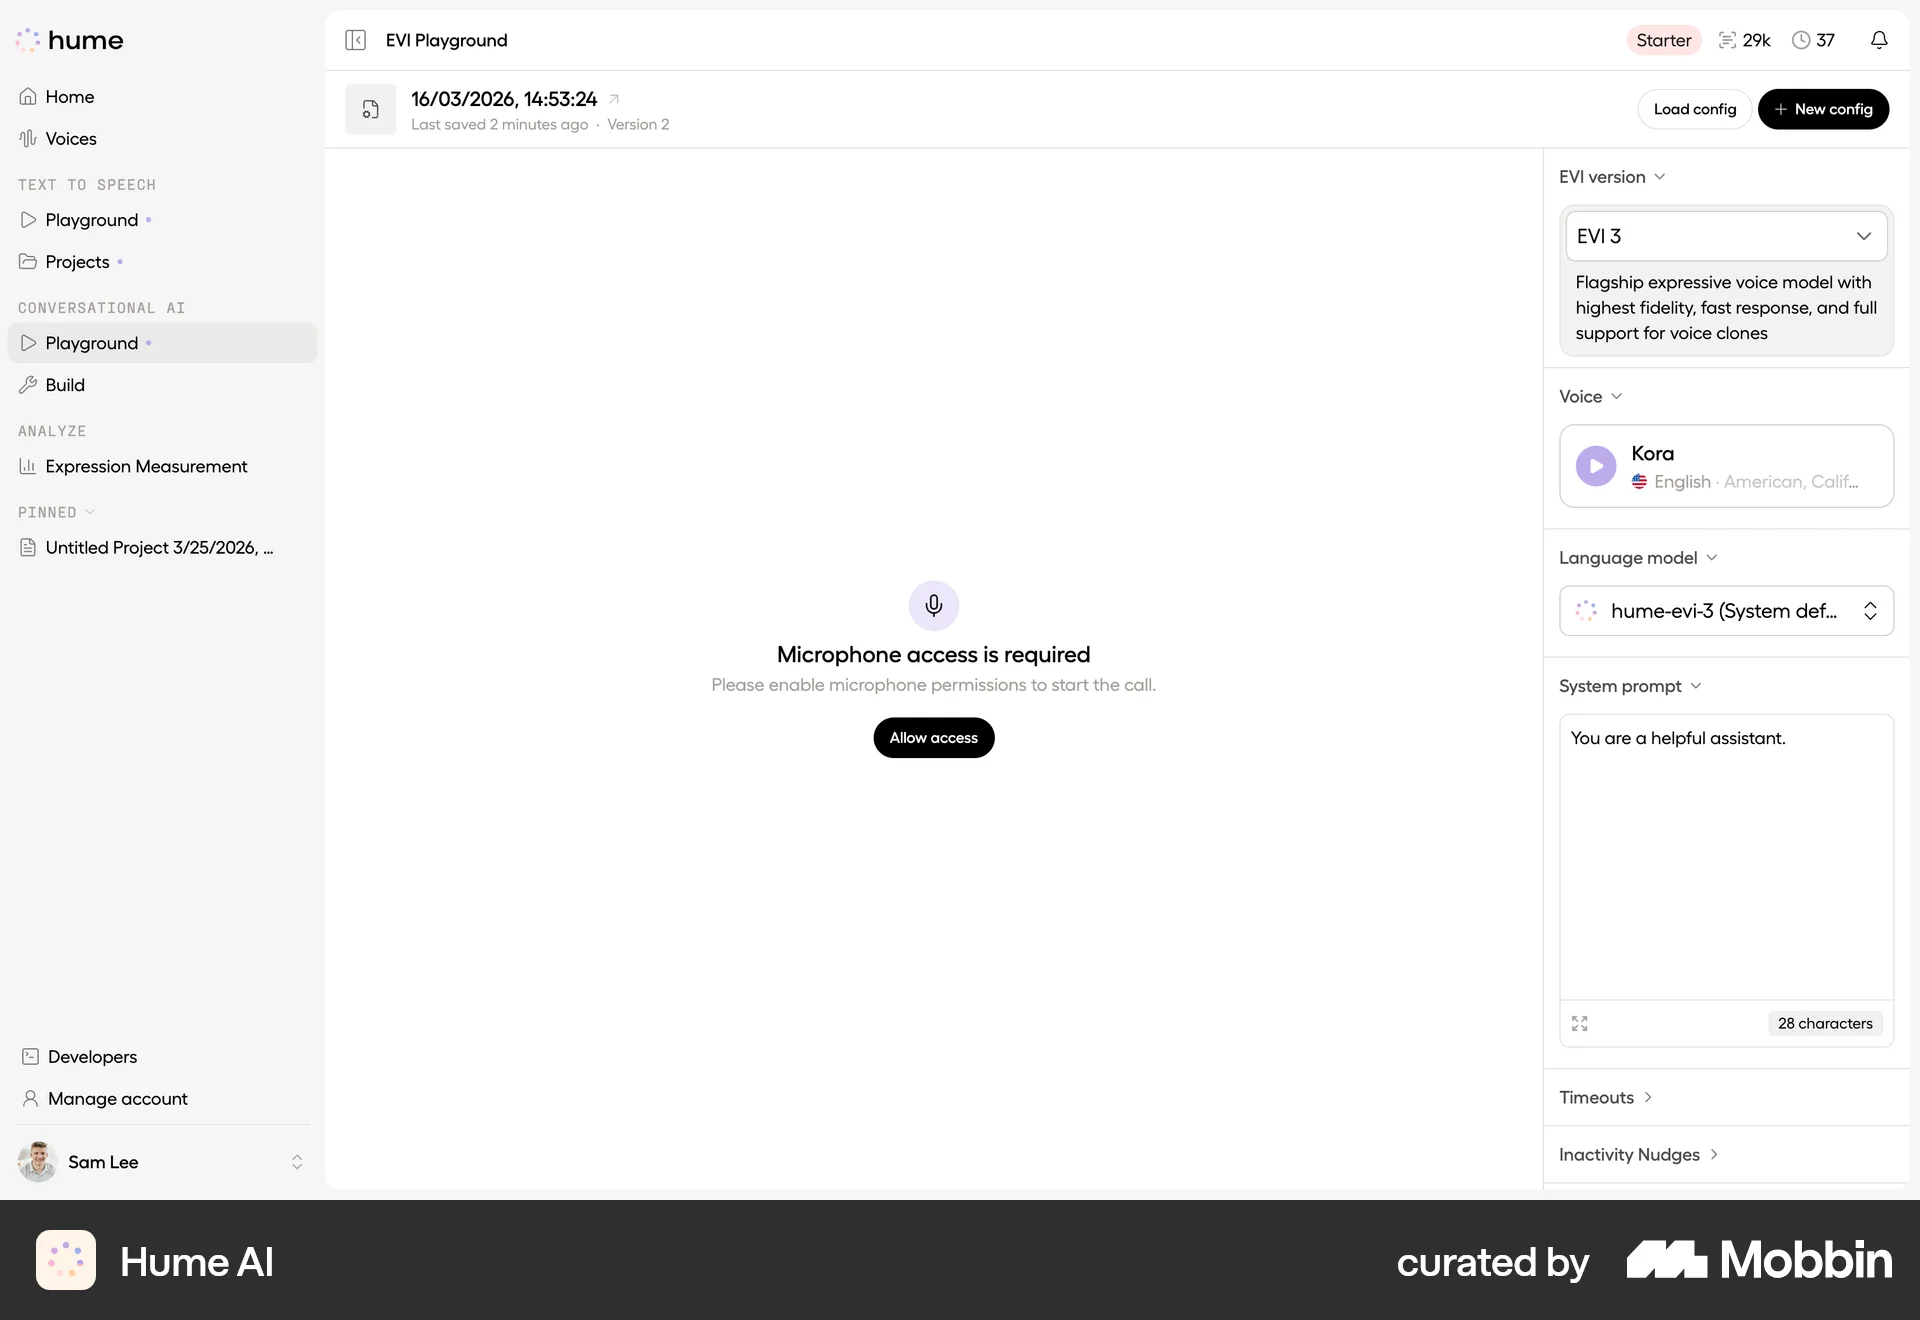 hume
Home
Voices
TEXT TO SPEECH
Playground
Projects
CONVERSATIONAL AI
Playground
Build
ANALYZE
Expression Measurement
PINNED
Untitled Project 3/25/2026, ...
Developers
Manage account
Sam Lee
EVI Playground
Starter
29k
37
16/03/2026, 14:53:24
Last saved 2 minutes ago · Version 2
Load config
+ New config
Microphone access is required
Please enable microphone permissions to start the call.
Allow access
EVI version
EVI 3
Flagship expressive voice model with
highest fidelity, fast response, and full
support for voice clones
Voice
Kora
English · American, Calif...
Language model
hume-evi-3 (System def...
System prompt
You are a helpful assistant.
28 characters
Timeouts
Inactivity Nudges
Hume AI
curated by Mobbin